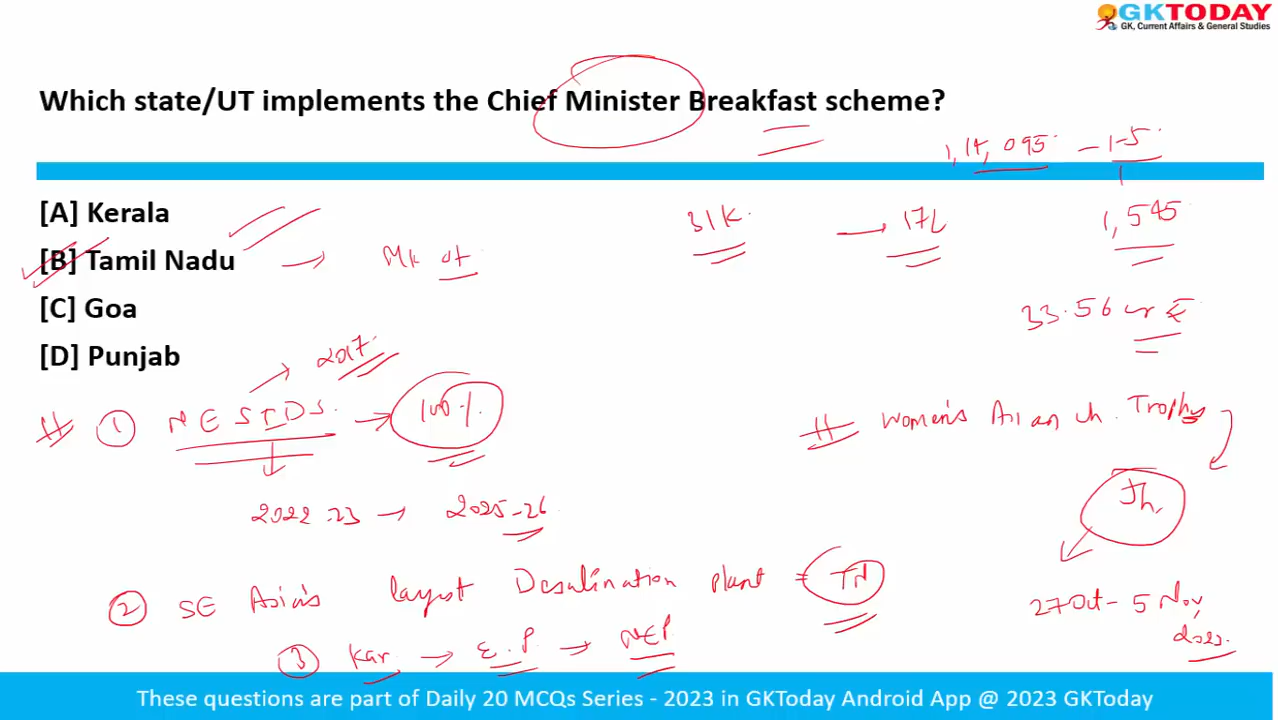 GKTODAY
GK, Current Affairs & General Studies
Which state/UT implements the Chief Minister Breakfast scheme?
1,14,095 - 1-5
[A] Kerala
31K → 17L 1,545
[B] Tamil Nadu →
[C] Goa
33.56 cr ₹
[D] Punjab
2017
① NESIDS → 100%.
Women's Asian Ch. Trophy
Jh.
2022-23 → 2025-26
② SE Asia's largest Desalination plant = TN
27 Oct - 5 Nov, 2023.
③ Kar. → E.P. → NEP.
These questions are part of Daily 20 MCQs Series - 2023 in GKToday Android App @ 2023 GKToday